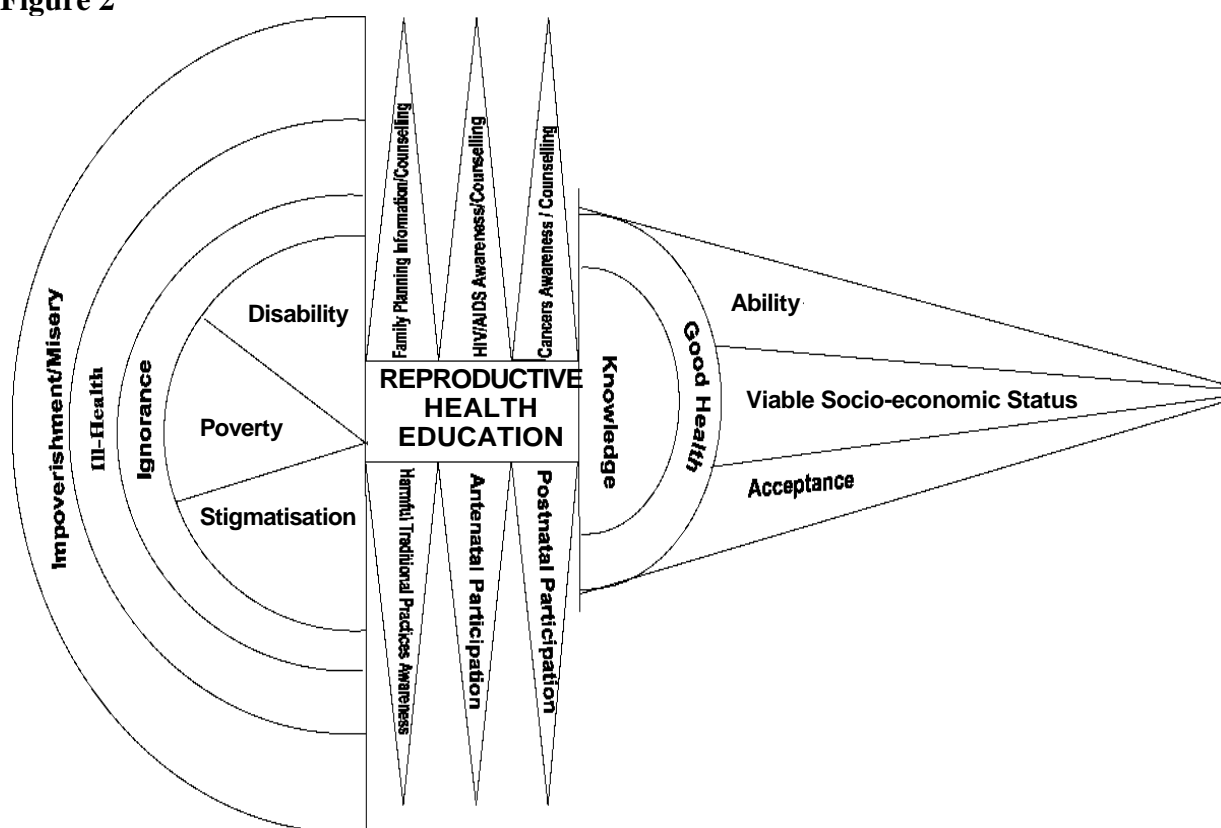 Figure 2
Impoverishment/Misery
Ill-Health
Ignorance
Disability
Poverty
Stigmatisation
Family Planning Information/Counselling
HIV/AIDS Awareness/Counselling
Cancers Awareness / Counselling
REPRODUCTIVE
HEALTH
EDUCATION
Harmful Traditional Practices Awareness
Antenatal Participation
Postnatal Participation
Knowledge
Good Health
Ability
Viable Socio-economic Status
Acceptance